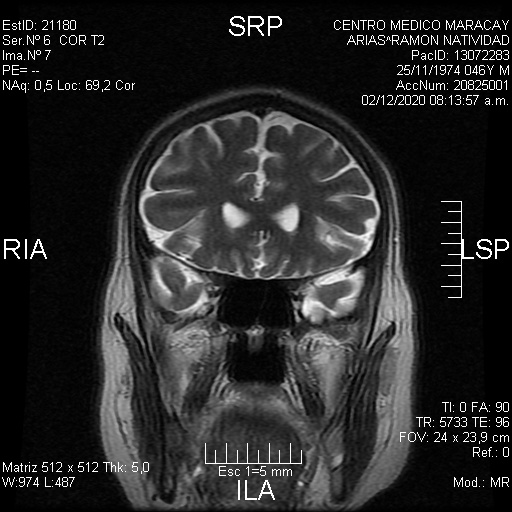 EstID: 21180
Ser.Nº 6 COR T2
Ima.Nº 7
PE= --
NAq: 0,5 Loc: 69,2 Cor
SRP
CENTRO MEDICO MARACAY
ARIAS^RAMON NATIVIDAD
PacID: 13072283
25/11/1974 046Y M
AccNum: 20825001
02/12/2020 08:13:57 a.m.
RIA
LSP
TI: 0 FA: 90
TR: 5733 TE: 96
FOV: 24 x 23,9 cm
Ref.: 0
Matriz 512 x 512 Thk: 5,0
W:974 L:487
Esc 1=5 mm
ILA
Mod.: MR